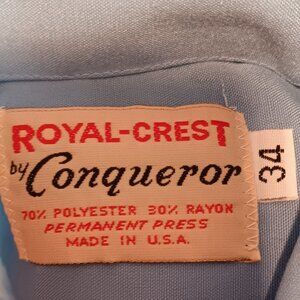 ROYAL-CREST
by Conqueror
70% POLYESTER 30% RAYON
PERMANENT PRESS
MADE IN U.S.A.
34